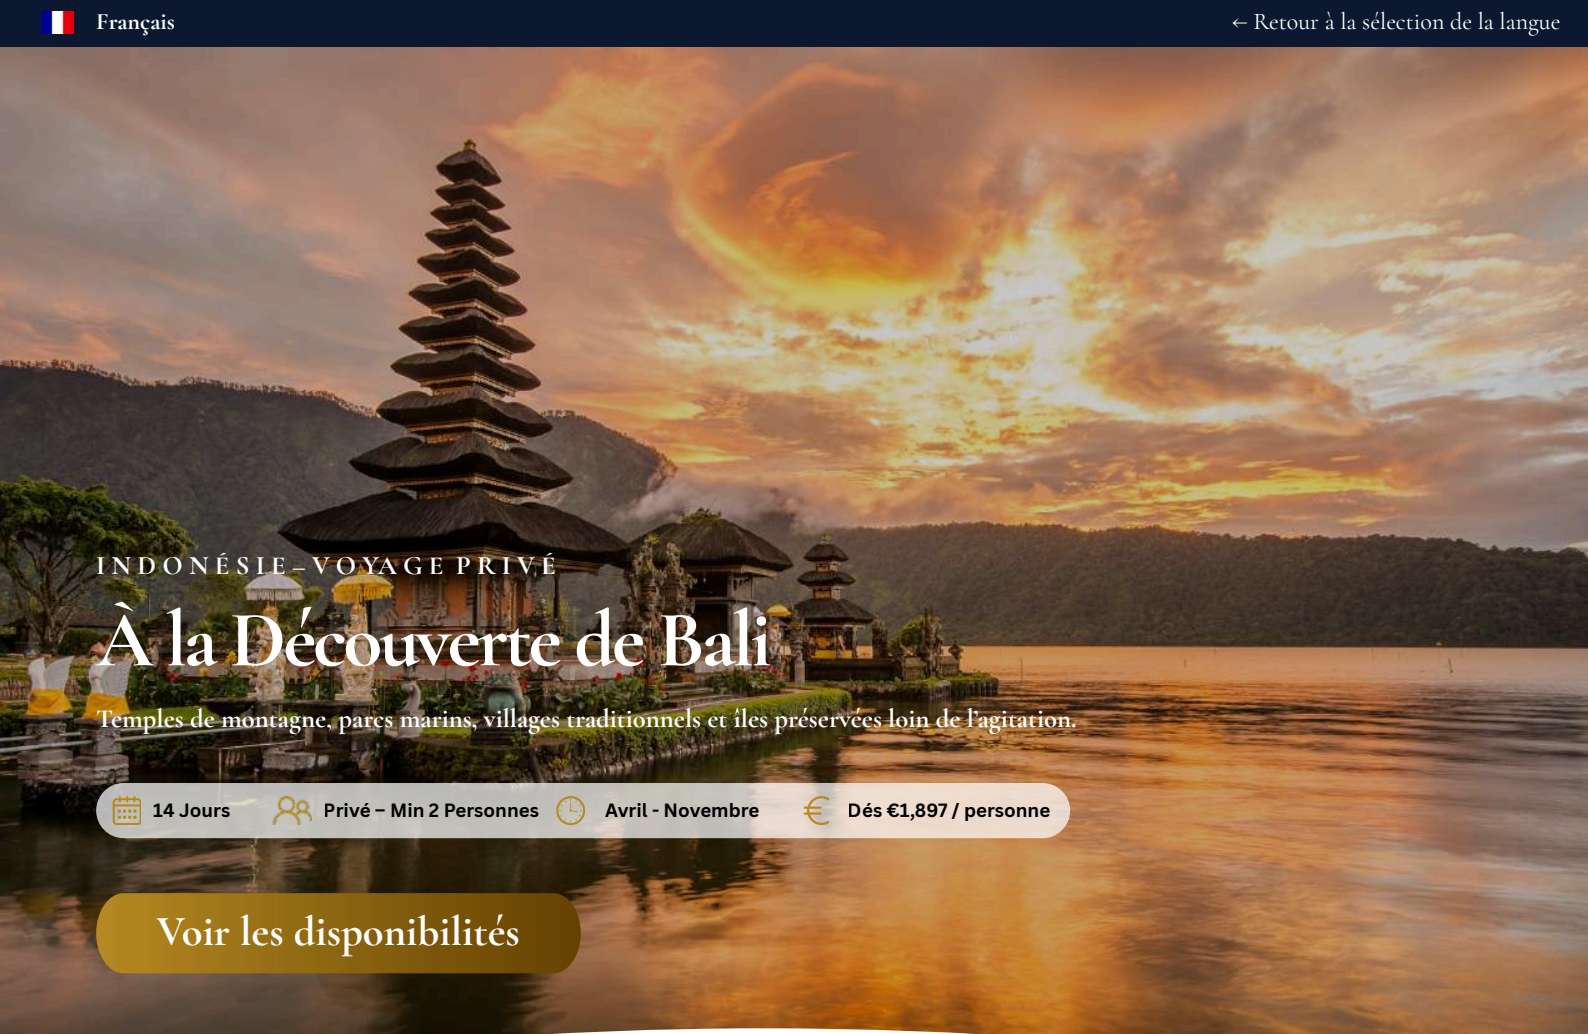 Français
← Retour à la sélection de la langue
INDONÉSIE–VOYAGE PRIVÉ
À la Découverte de Bali
Temples de montagne, parcs marins, villages traditionnels et îles préservées loin de l'agitation.
14 Jours Privé – Min 2 Personnes Avril - Novembre Dés €1,897 / personne
Voir les disponibilités